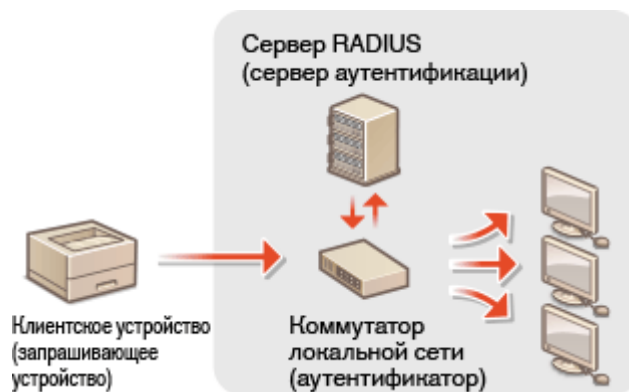 Сервер RADIUS
(сервер аутентификации)
Клиентское устройство
(запрашивающее
устройство)
Коммутатор
локальной сети
(аутентификатор)